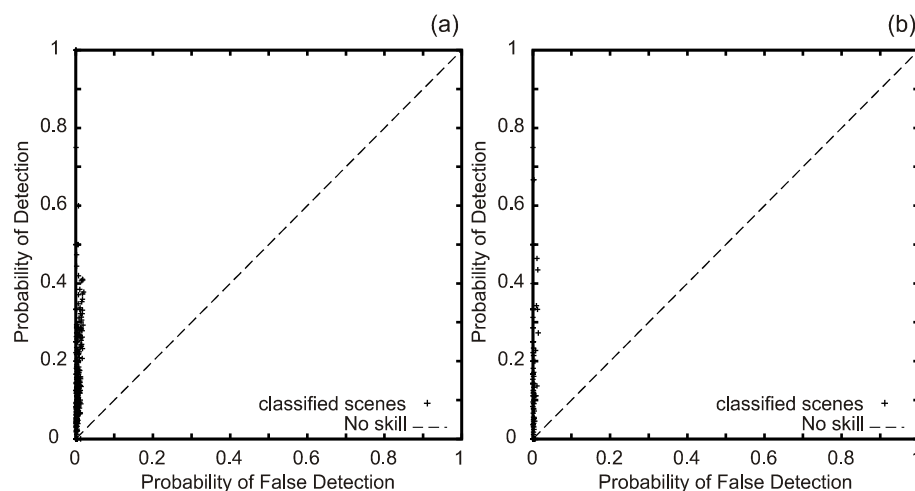 (a)
1
0.8
0.6
0.4
0.2
0
Probability of Detection
classified scenes +
No skill
0 0.2 0.4 0.6 0.8 1
Probability of False Detection
(b)
1
0.8
0.6
0.4
0.2
0
Probability of Detection
classified scenes +
No skill
0 0.2 0.4 0.6 0.8 1
Probability of False Detection